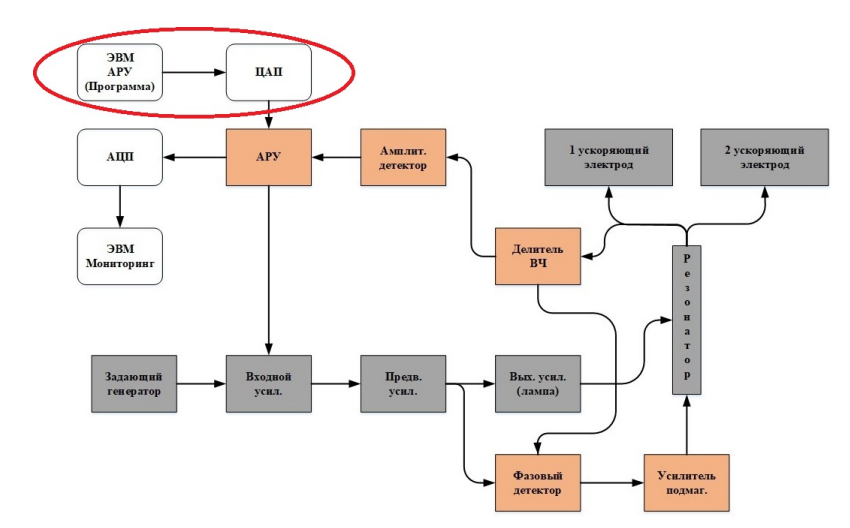 ЭВМ
АРУ
(Программа)
ЦАП
АЦП
АРУ
Амплит.
детектор
1 ускоряющий
электрод
2 ускоряющий
электрод
ЭВМ
Мониторинг
Делитель
ВЧ
Резонатор
Задающий
генератор
Входной
усил.
Предв.
усил.
Вых. усил.
(лампа)
Фазовый
детектор
Усилитель
подмаг.